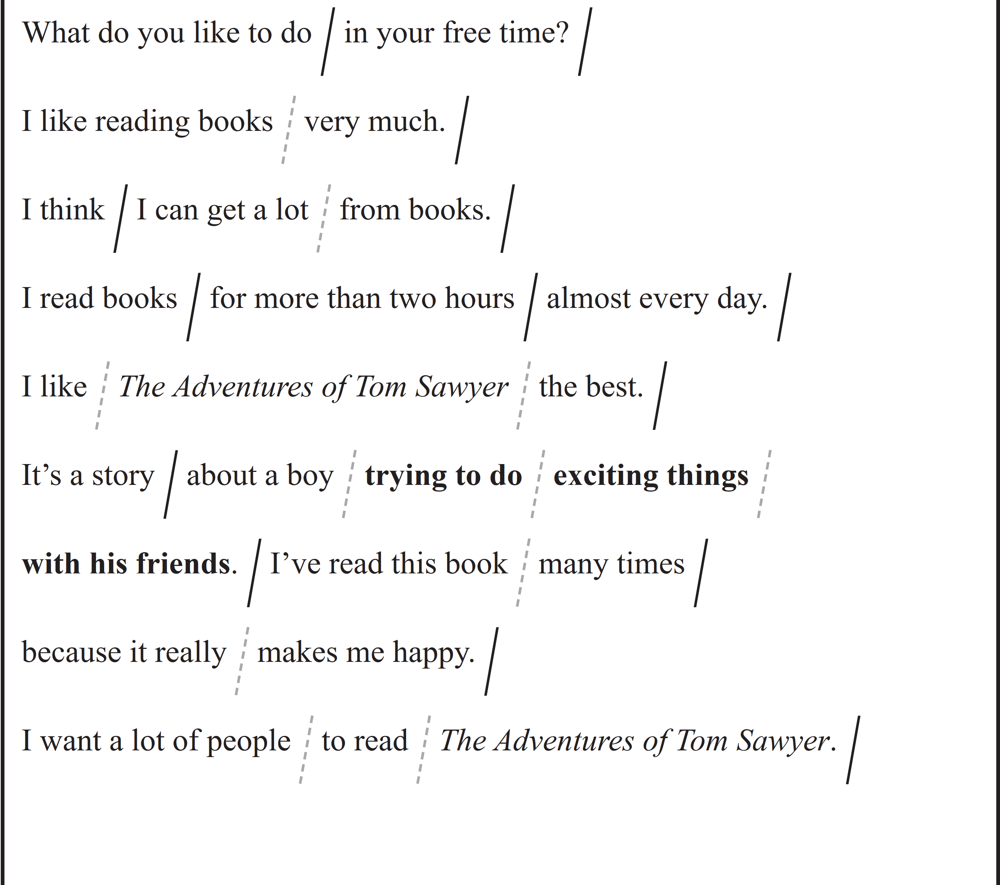 What do you like to do / in your free time? /
I like reading books / very much. /
I think / I can get a lot / from books. /
I read books / for more than two hours / almost every day. /
I like / The Adventures of Tom Sawyer / the best. /
It’s a story / about a boy / trying to do / exciting things /
with his friends. / I’ve read this book / many times /
because it really / makes me happy. /
I want a lot of people / to read / The Adventures of Tom Sawyer. /